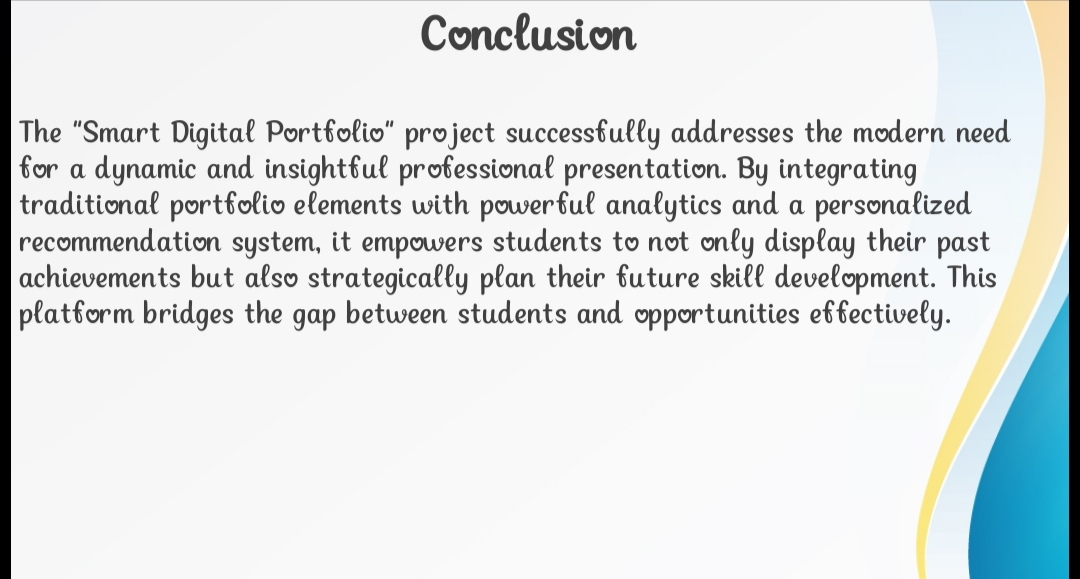 Conclusion
The "Smart Digital Portfolio" project successfully addresses the modern need
for a dynamic and insightful professional presentation. By integrating
traditional portfolio elements with powerful analytics and a personalized
recommendation system, it empowers students to not only display their past
achievements but also strategically plan their future skill development. This
platform bridges the gap between students and opportunities effectively.